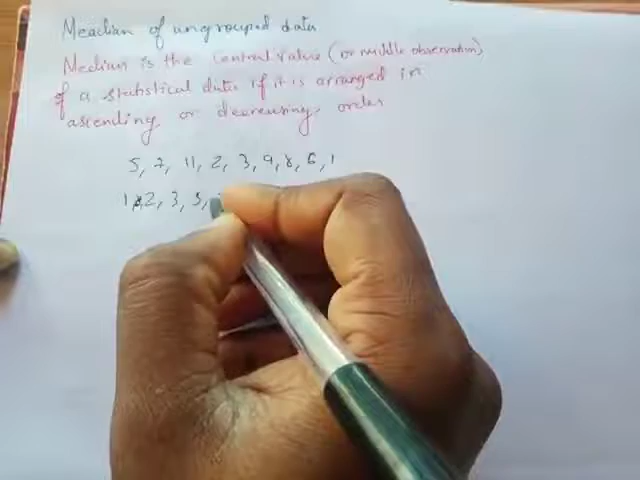 Median of ungrouped data
Median is the central value (or middle observation)
of a statistical data if it is arranged in
ascending or decreasing order
5, 7, 11, 2, 3, 9, 8, 6, 1
1, 2, 3, 5,